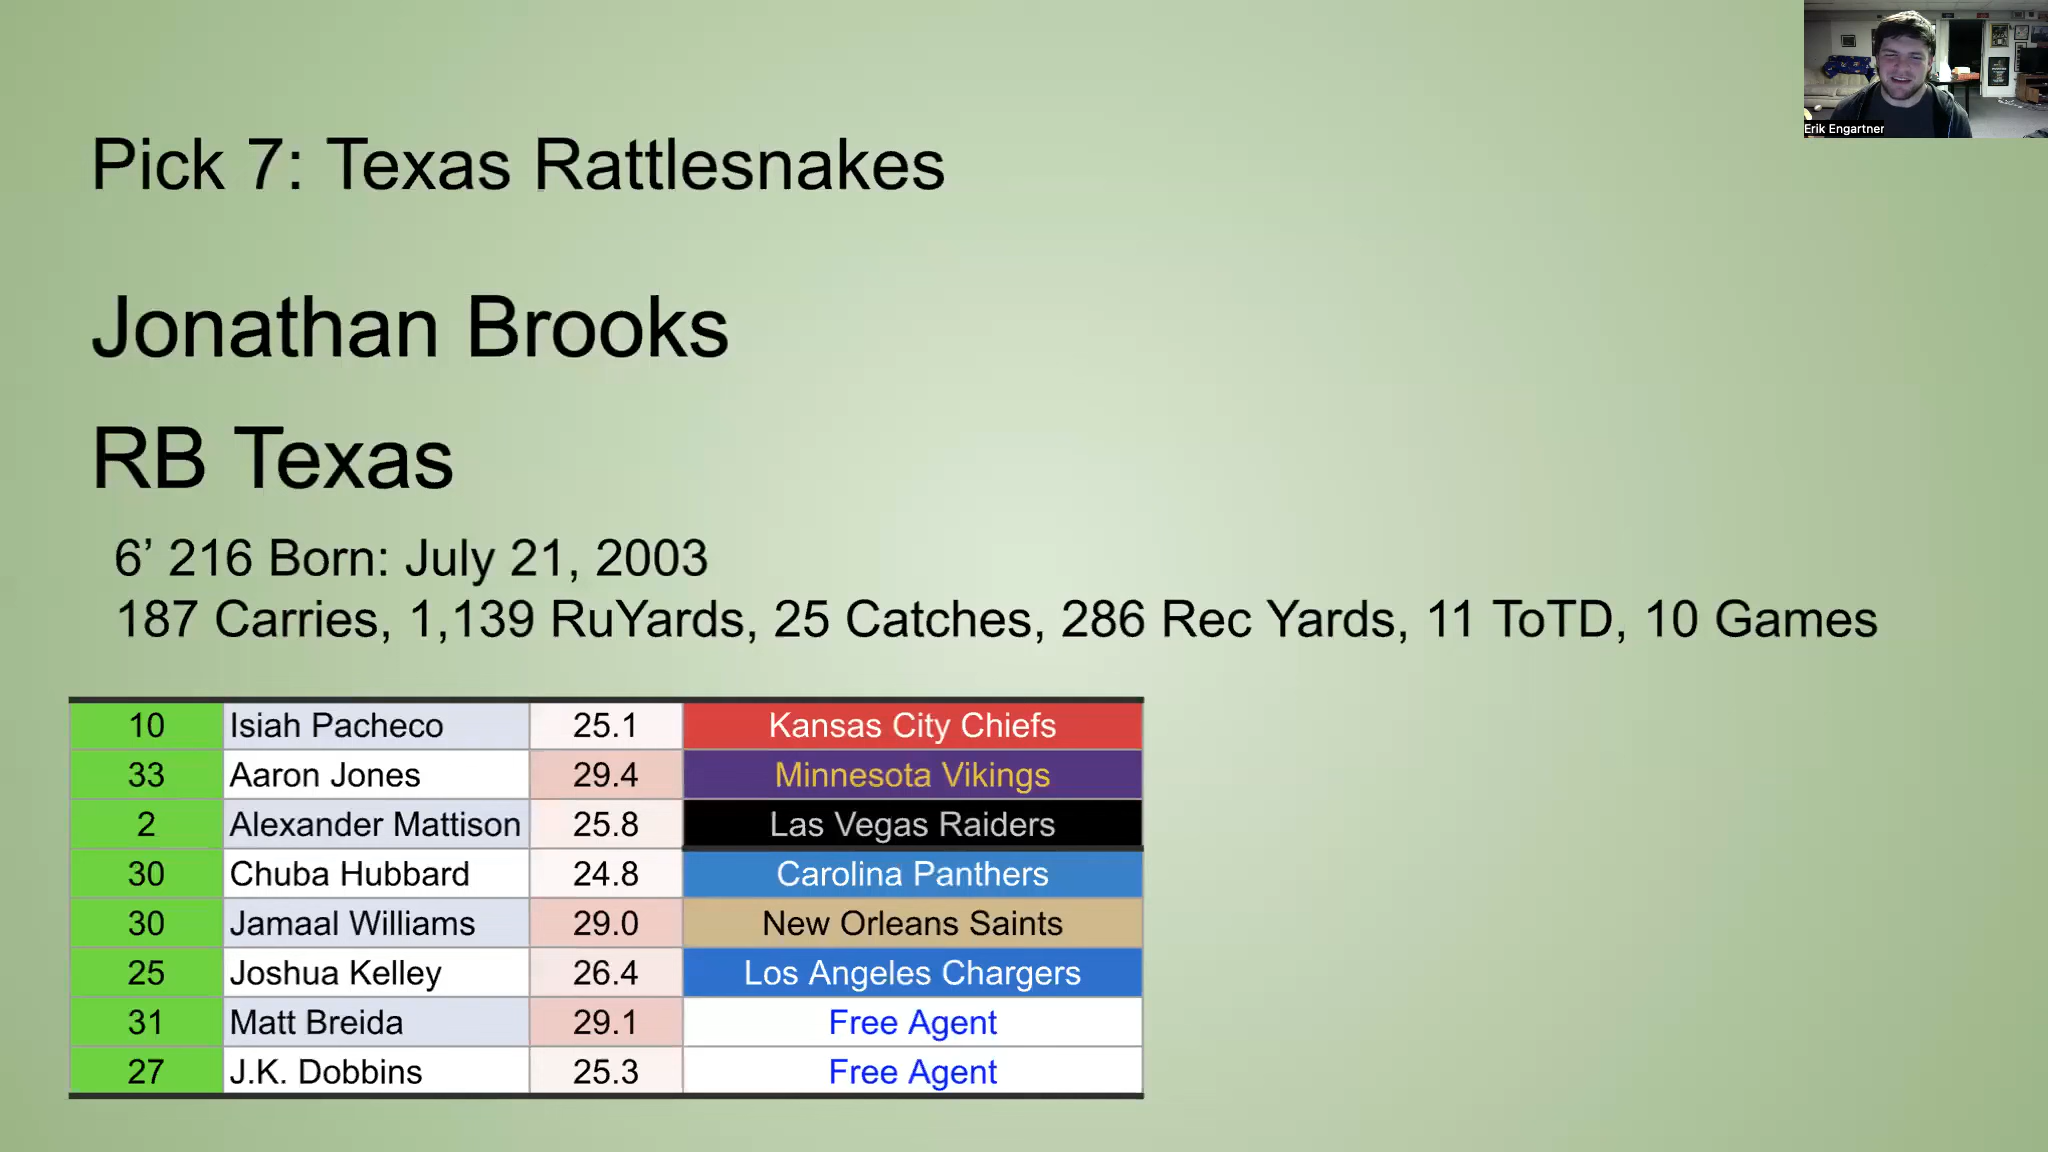 Erik Engartner
Pick 7: Texas Rattlesnakes
Jonathan Brooks
RB Texas
6’ 216 Born: July 21, 2003
187 Carries, 1,139 RuYards, 25 Catches, 286 Rec Yards, 11 ToTD, 10 Games
10 Isiah Pacheco 25.1 Kansas City Chiefs
33 Aaron Jones 29.4 Minnesota Vikings
2 Alexander Mattison 25.8 Las Vegas Raiders
30 Chuba Hubbard 24.8 Carolina Panthers
30 Jamaal Williams 29.0 New Orleans Saints
25 Joshua Kelley 26.4 Los Angeles Chargers
31 Matt Breida 29.1 Free Agent
27 J.K. Dobbins 25.3 Free Agent